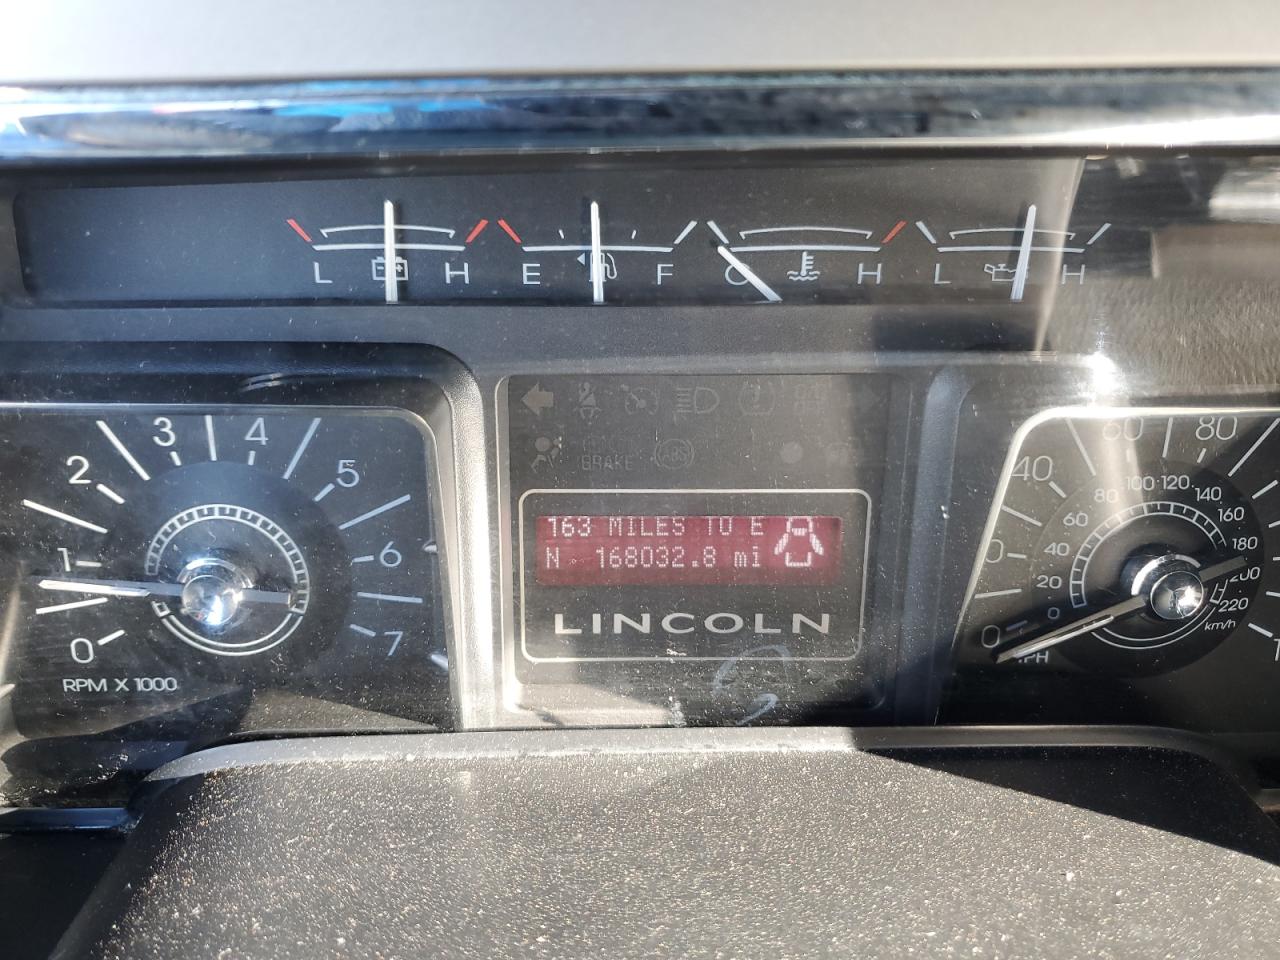 L H E F C H L H
163 MILES TO E
N 168032.8 mi
LINCOLN
BRAKE
ABS
0 1 2 3 4 5 6 7
RPM X 1000
0 40 60 80
MPH
0 20 40 60 80 100 120 140 160 180 200 220
km/h